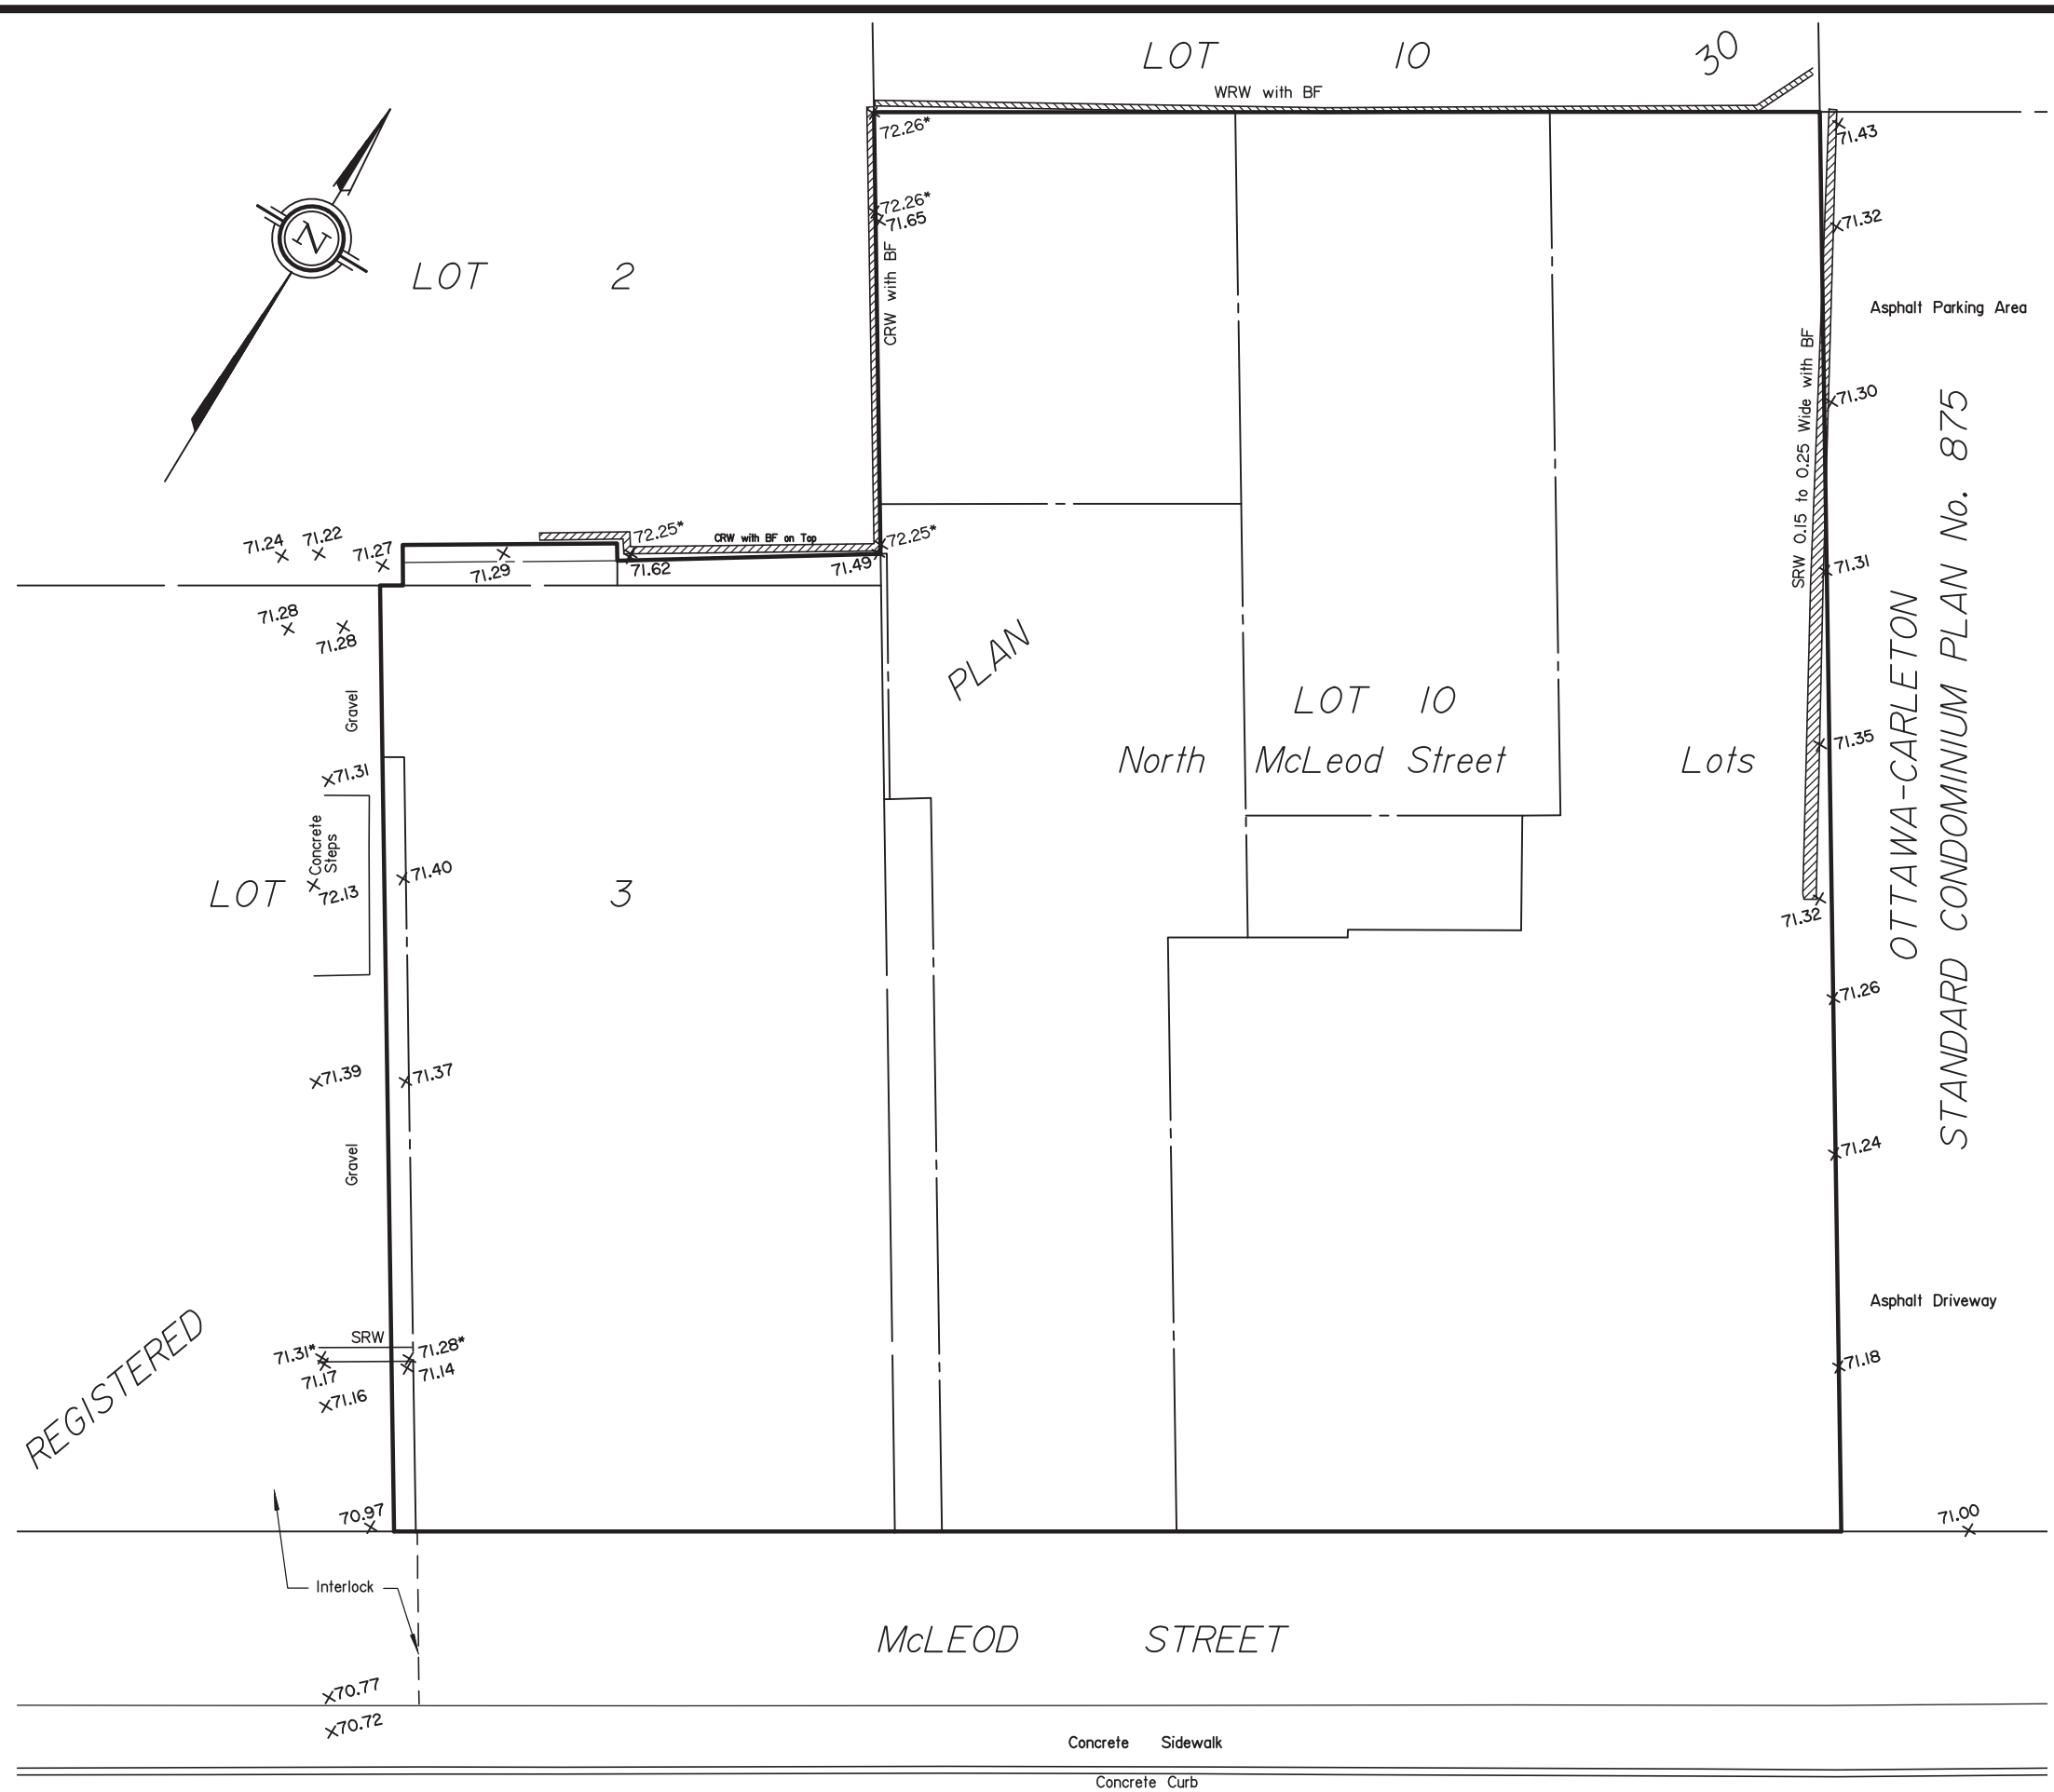 LOT 10 30
WRW with BF
72.26*
71.43
72.26*
71.65
71.32
N
CRW with BF
LOT 2
Asphalt Parking Area
SRW 0.15 to 0.25 Wide with BF
71.30
71.24
71.22
71.27
72.25*
CRW with BF on Top
72.25*
71.29
71.62
71.49
71.31
71.28
71.28
PLAN
Gravel
LOT 10
North McLeod Street Lots
71.35
OTTAWA-CARLETON
STANDARD CONDOMINIUM PLAN No. 875
71.31
Concrete
Steps
71.40
LOT 3
72.13
71.32
71.26
71.39
71.37
Gravel
71.24
Asphalt Driveway
REGISTERED
SRW
71.31*
71.28*
71.17
71.14
71.18
71.16
70.97
71.00
Interlock
McLEOD STREET
70.77
70.72
Concrete Sidewalk
Concrete Curb